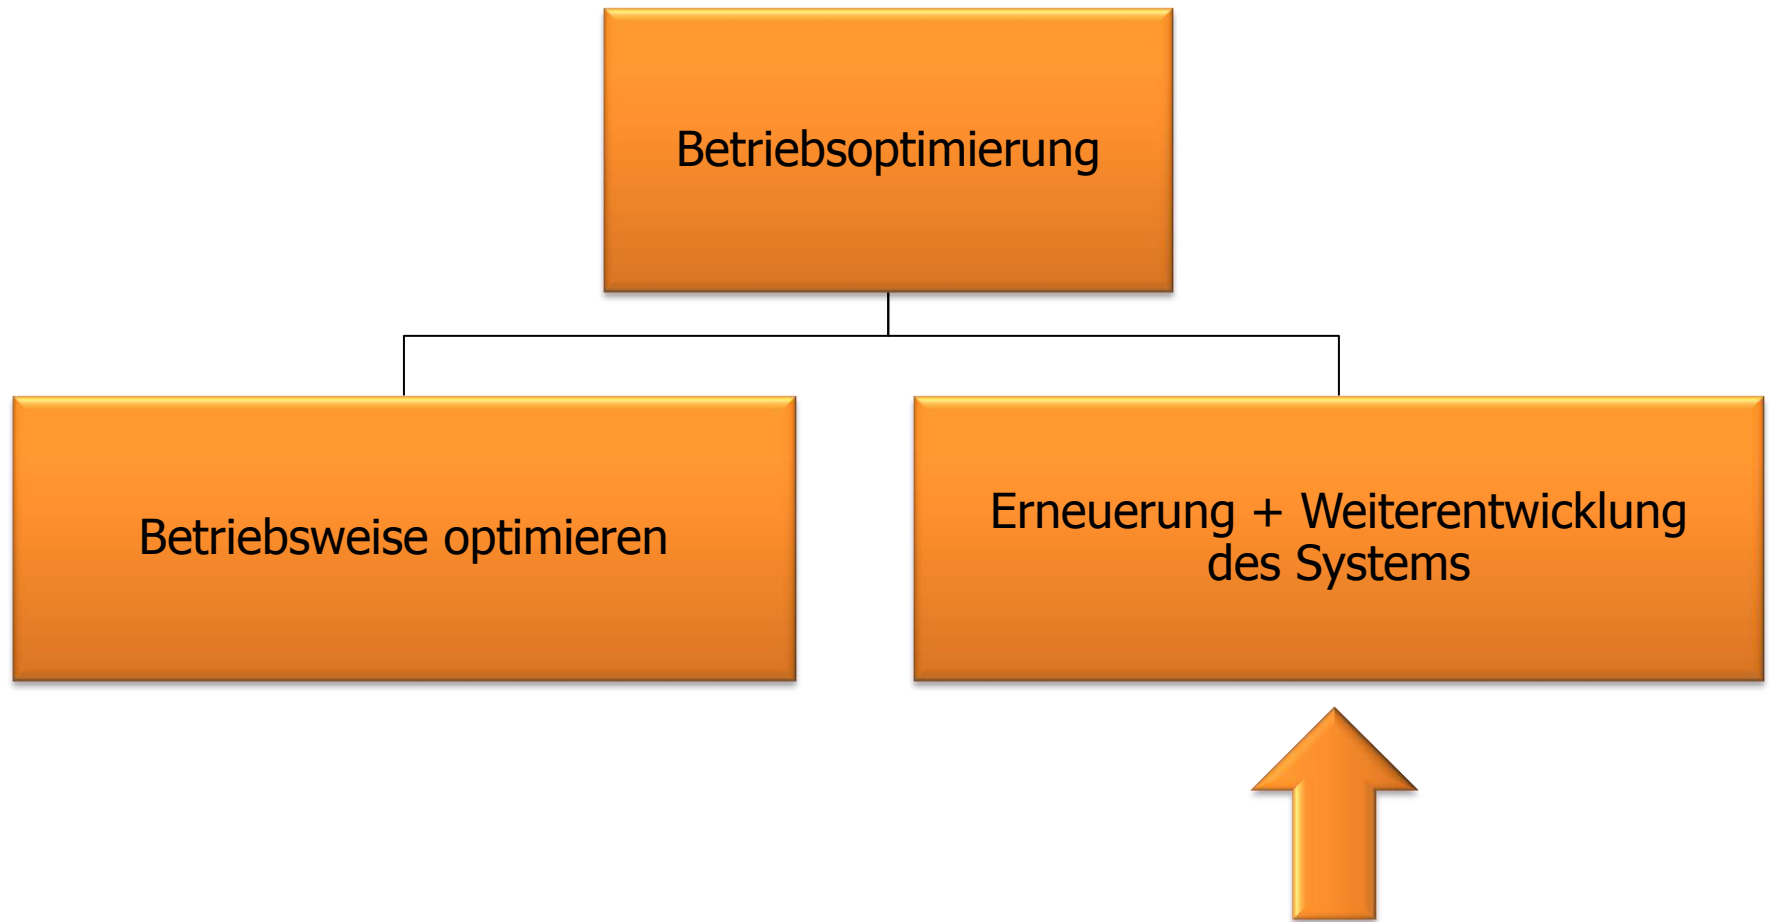 Betriebsoptimierung
Betriebsweise optimieren
Erneuerung + Weiterentwicklung
des Systems